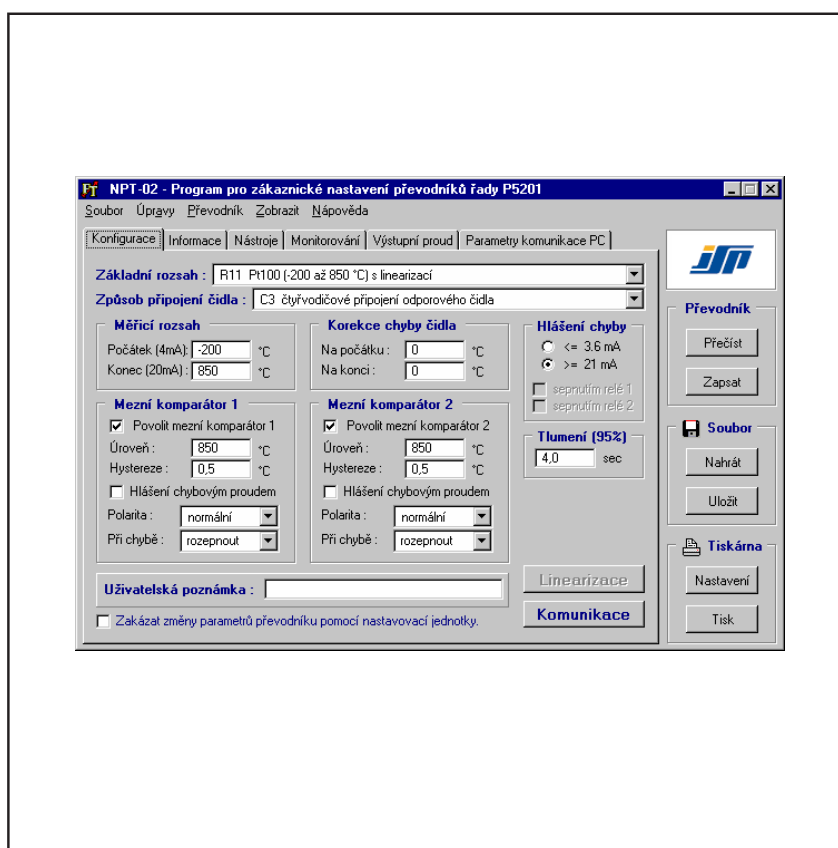 NPT-02 - Program pro zákaznické nastavení převodníků řady P5201
Soubor Úpravy Převodník Zobrazit Nápověda
Konfigurace Informace Nástroje Monitorování Výstupní proud Parametry komunikace PC
Základní rozsah : R11 Pt100 (-200 až 850 °C) s linearizací
Způsob připojení čidla : C3 čtyřvodičové připojení odporového čidla
Měřicí rozsah
Počátek (4mA): -200 °C
Konec (20mA) : 850 °C
Korekce chyby čidla
Na počátku : 0 °C
Na konci : 0 °C
Hlášení chyby
<= 3.6 mA
>= 21 mA
sepnutím relé 1
sepnutím relé 2
Mezní komparátor 1
Povolit mezní komparátor 1
Úroveň : 850 °C
Hystereze : 0,5 °C
Hlášení chybovým proudem
Polarita : normální
Při chybě : rozepnout
Mezní komparátor 2
Povolit mezní komparátor 2
Úroveň : 850 °C
Hystereze : 0,5 °C
Hlášení chybovým proudem
Polarita : normální
Při chybě : rozepnout
Tlumení (95%)
4,0 sec
Uživatelská poznámka :
Zakázat změny parametrů převodníku pomocí nastavovací jednotky.
Linearizace
Komunikace
Převodník
Přečíst
Zapsat
Soubor
Nahrát
Uložit
Tiskárna
Nastavení
Tisk